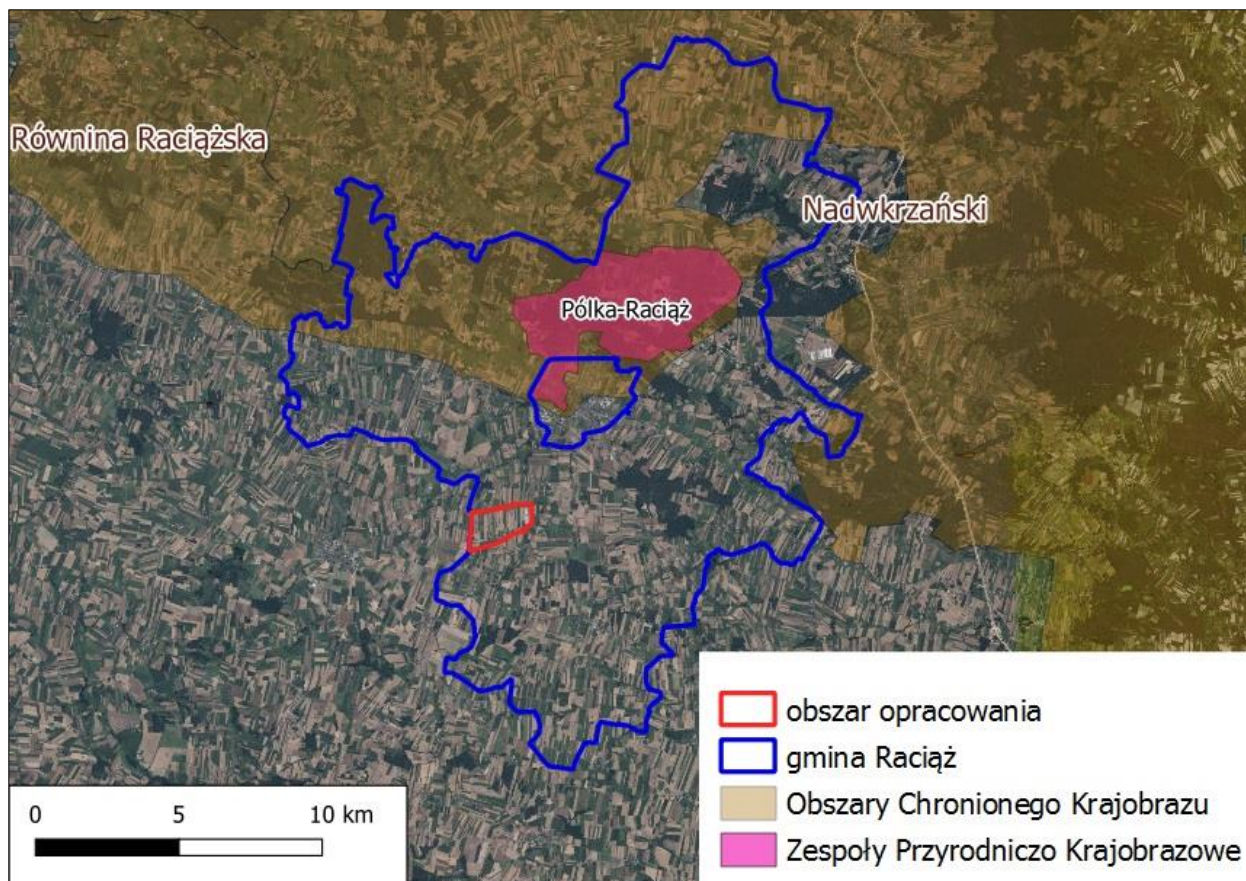 Równina Raciążska
Nadwkrzański
Pólka-Raciąż
obszar opracowania
gmina Raciąż
Obszary Chronionego Krajobrazu
Zespoły Przyrodniczo Krajobrazowe
0 5 10 km